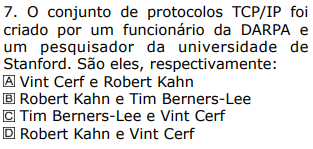 7. O conjunto de protocolos TCP/IP foi
criado por um funcionário da DARPA e
um pesquisador da universidade de
Stanford. São eles, respectivamente:
A Vint Cerf e Robert Kahn
B Robert Kahn e Tim Berners-Lee
C Tim Berners-Lee e Vint Cerf
D Robert Kahn e Vint Cerf